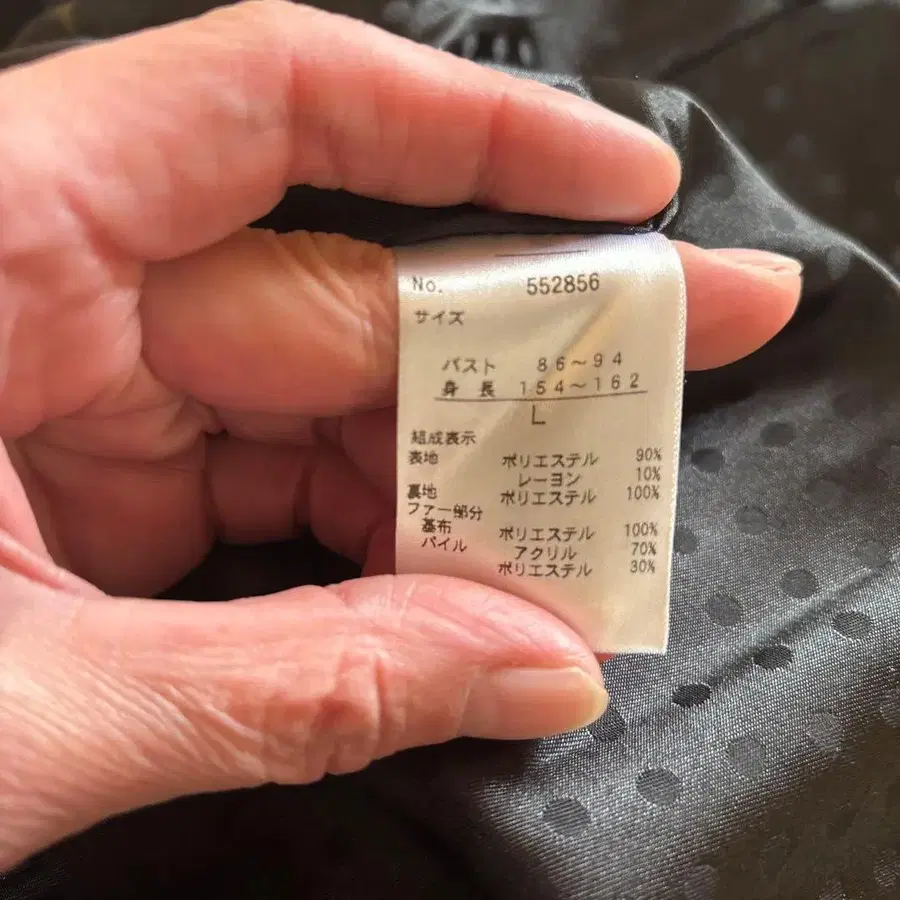 No. 552856
サイズ
バスト 86～94
身長 154～162
L
組成表示
表地 ポリエステル 90%
レーヨン 10%
裏地 ポリエステル 100%
ファー部分
基布 ポリエステル 100%
パイル アクリル 70%
ポリエステル 30%